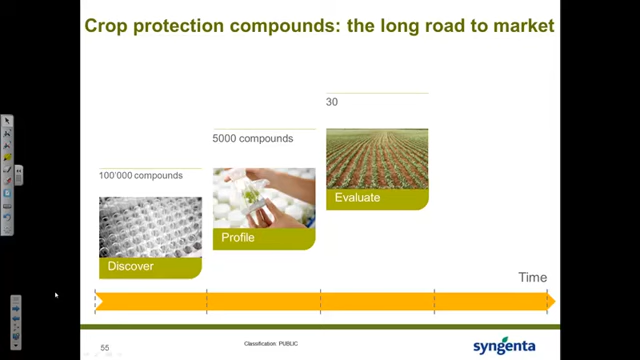 Crop protection compounds: the long road to market
30
5000 compounds
100'000 compounds
Evaluate
Profile
Discover
Time
55
Classification PUBLIC
syngenta